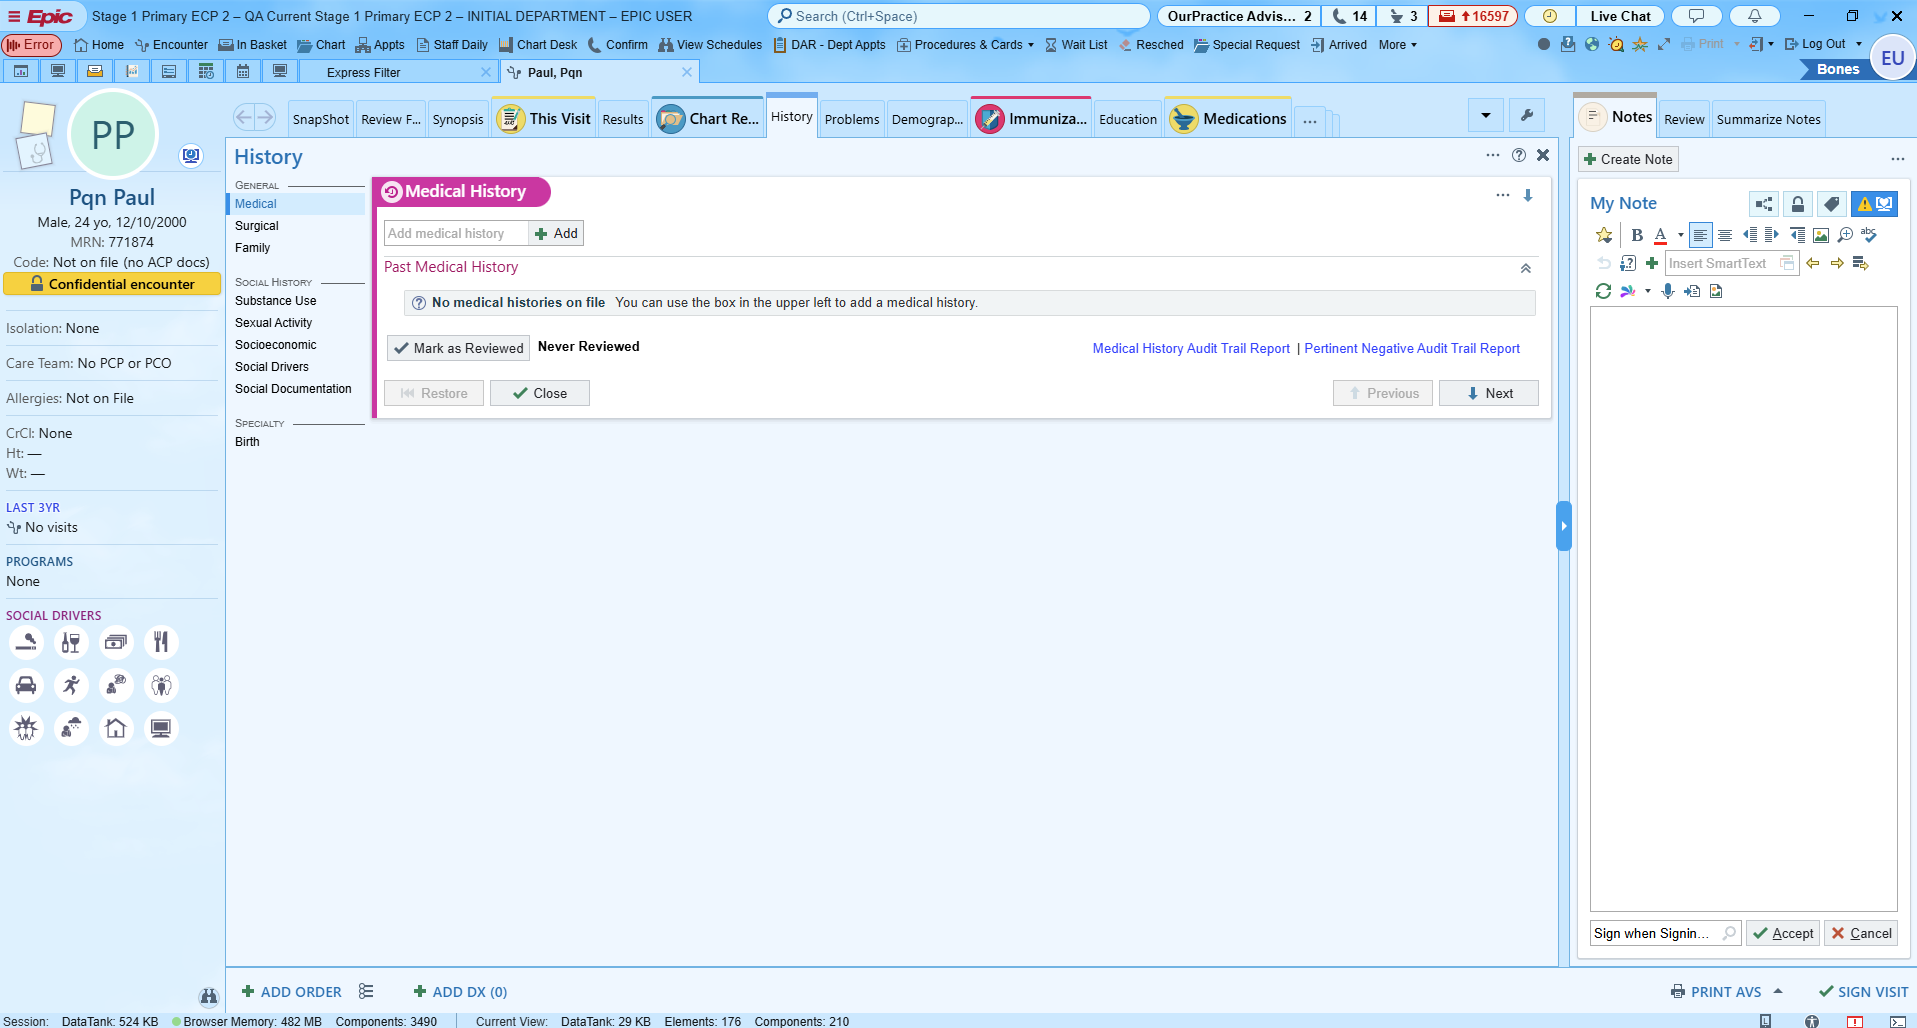 Epic Stage 1 Primary ECP 2 – QA Current Stage 1 Primary ECP 2 – INITIAL DEPARTMENT – EPIC USER
Search (Ctrl+Space)
OurPractice Advis... 2 14 3 16597 Live Chat
Error Home Encounter In Basket Chart Appts Staff Daily Chart Desk Confirm View Schedules DAR - Dept Appts Procedures & Cards Wait List Resched Special Request Arrived More Print Log Out
EU
Express Filter Paul, Pqn
Bones
PP
Pqn Paul
Male, 24 yo, 12/10/2000
MRN: 771874
Code: Not on file (no ACP docs)
Confidential encounter
Isolation: None
Care Team: No PCP or PCO
Allergies: Not on File
CrCl: None
Ht: —
Wt: —
LAST 3YR
No visits
PROGRAMS
None
SOCIAL DRIVERS
SnapShot Review F... Synopsis This Visit Results Chart Re... History Problems Demograp... Immuniza... Education Medications ...
History
GENERAL
Medical
Surgical
Family
SOCIAL HISTORY
Substance Use
Sexual Activity
Socioeconomic
Social Drivers
Social Documentation
SPECIALTY
Birth
Medical History
Add medical history Add
Past Medical History
No medical histories on file You can use the box in the upper left to add a medical history.
Mark as Reviewed Never Reviewed
Medical History Audit Trail Report | Pertinent Negative Audit Trail Report
Restore Close Previous Next
Notes Review Summarize Notes
Create Note
My Note
B A abc
Insert SmartText
Sign when Signin... Accept Cancel
ADD ORDER ADD DX (0) PRINT AVS SIGN VISIT
Session: DataTank: 524 KB Browser Memory: 482 MB Components: 3490 Current View: DataTank: 29 KB Elements: 176 Components: 210